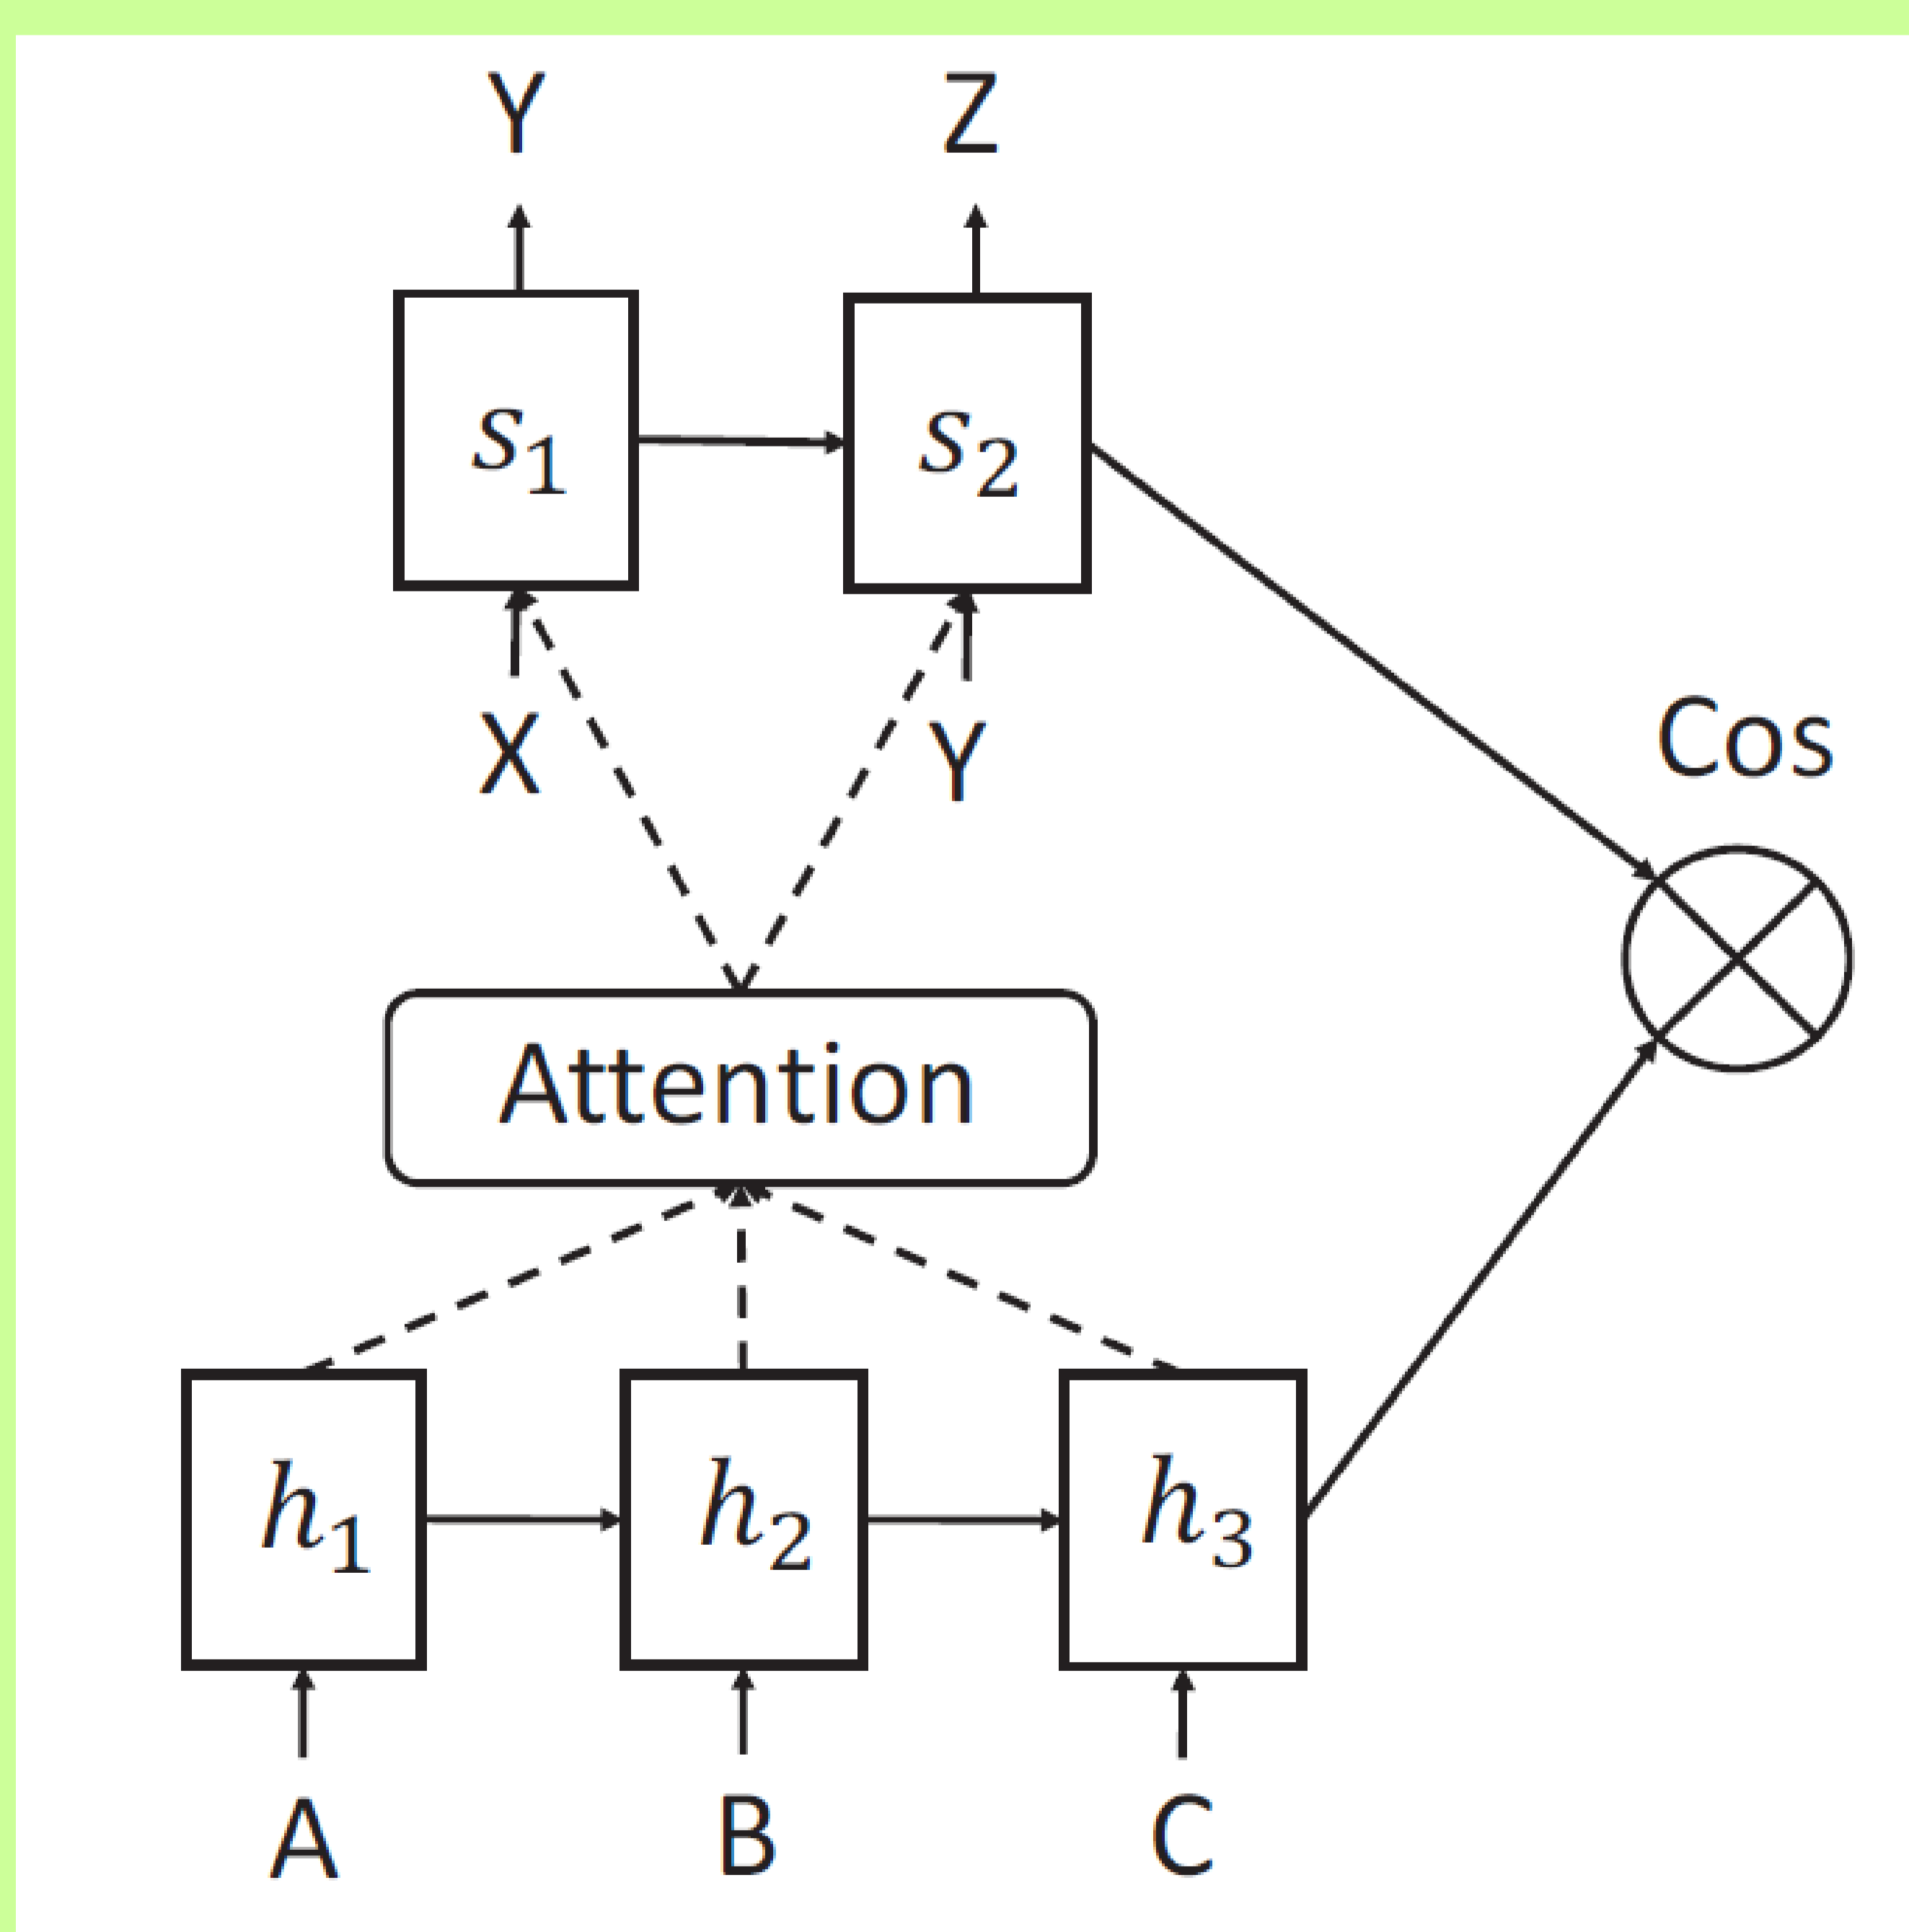 Y Z
s1 s2
X Y
Cos
Attention
h1 h2 h3
A B C